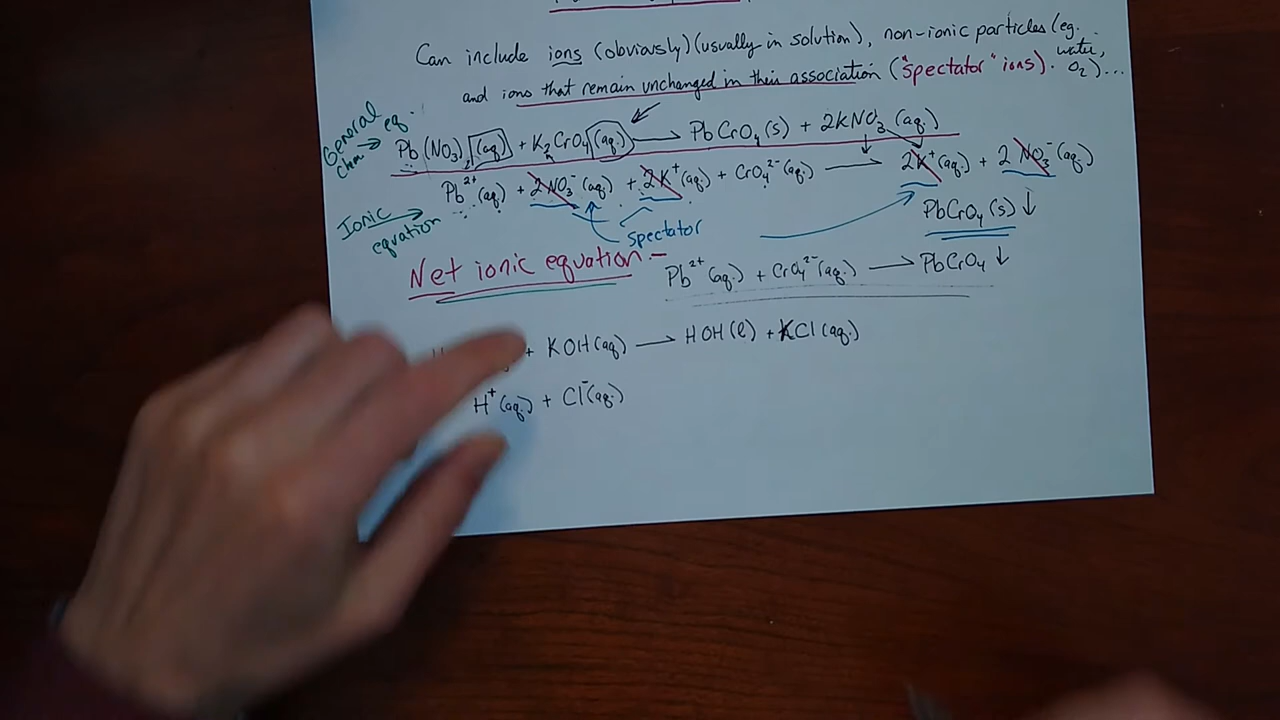 Can include ions (obviously) (usually in solution), non-ionic particles (eg. water, O₂)...
and ions that remain unchanged in their association ("spectator" ions).
General chm eq.
Pb(NO₃)₂(aq.) + K₂CrO₄(aq.) → PbCrO₄(s) + 2KNO₃(aq.)
Ionic equation
Pb²⁺(aq.) + 2NO₃⁻(aq.) + 2K⁺(aq.) + CrO₄²⁻(aq.) → 2K⁺(aq.) + 2NO₃⁻(aq.)
PbCrO₄(s)↓
spectator
Net ionic equation – Pb²⁺(aq.) + CrO₄²⁻(aq.) → PbCrO₄↓
+ KOH(aq.) → HOH(l) + KCl(aq.)
H⁺(aq.) + Cl⁻(aq.)